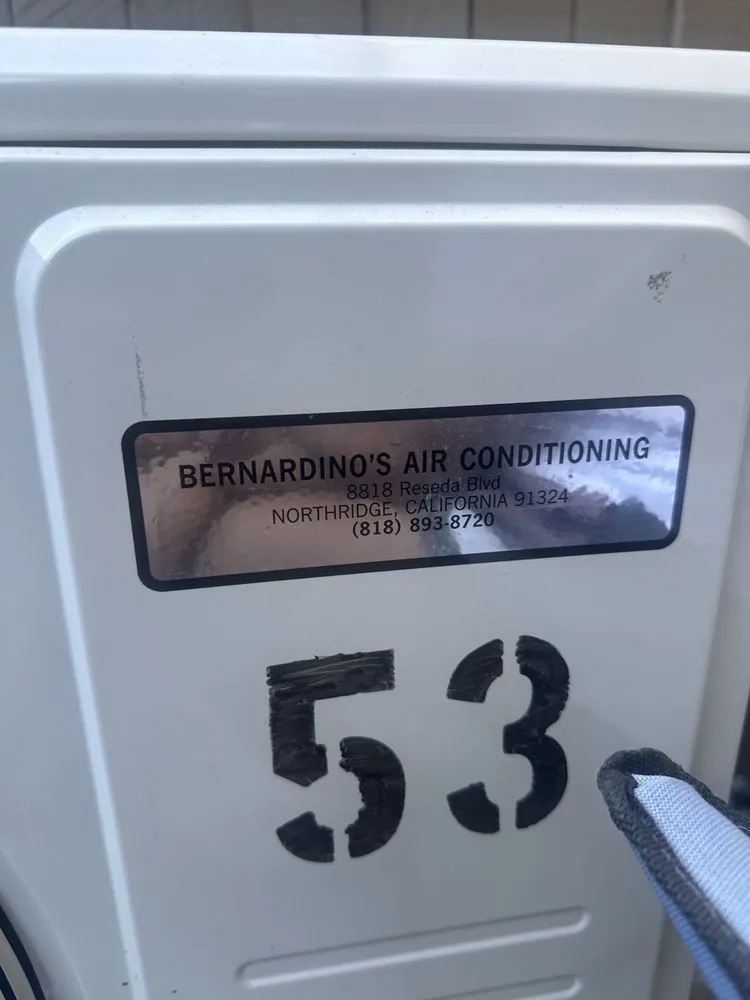 BERNARDINO'S AIR CONDITIONING
8818 Reseda Blvd
NORTHRIDGE, CALIFORNIA 91324
(818) 893-8720
53